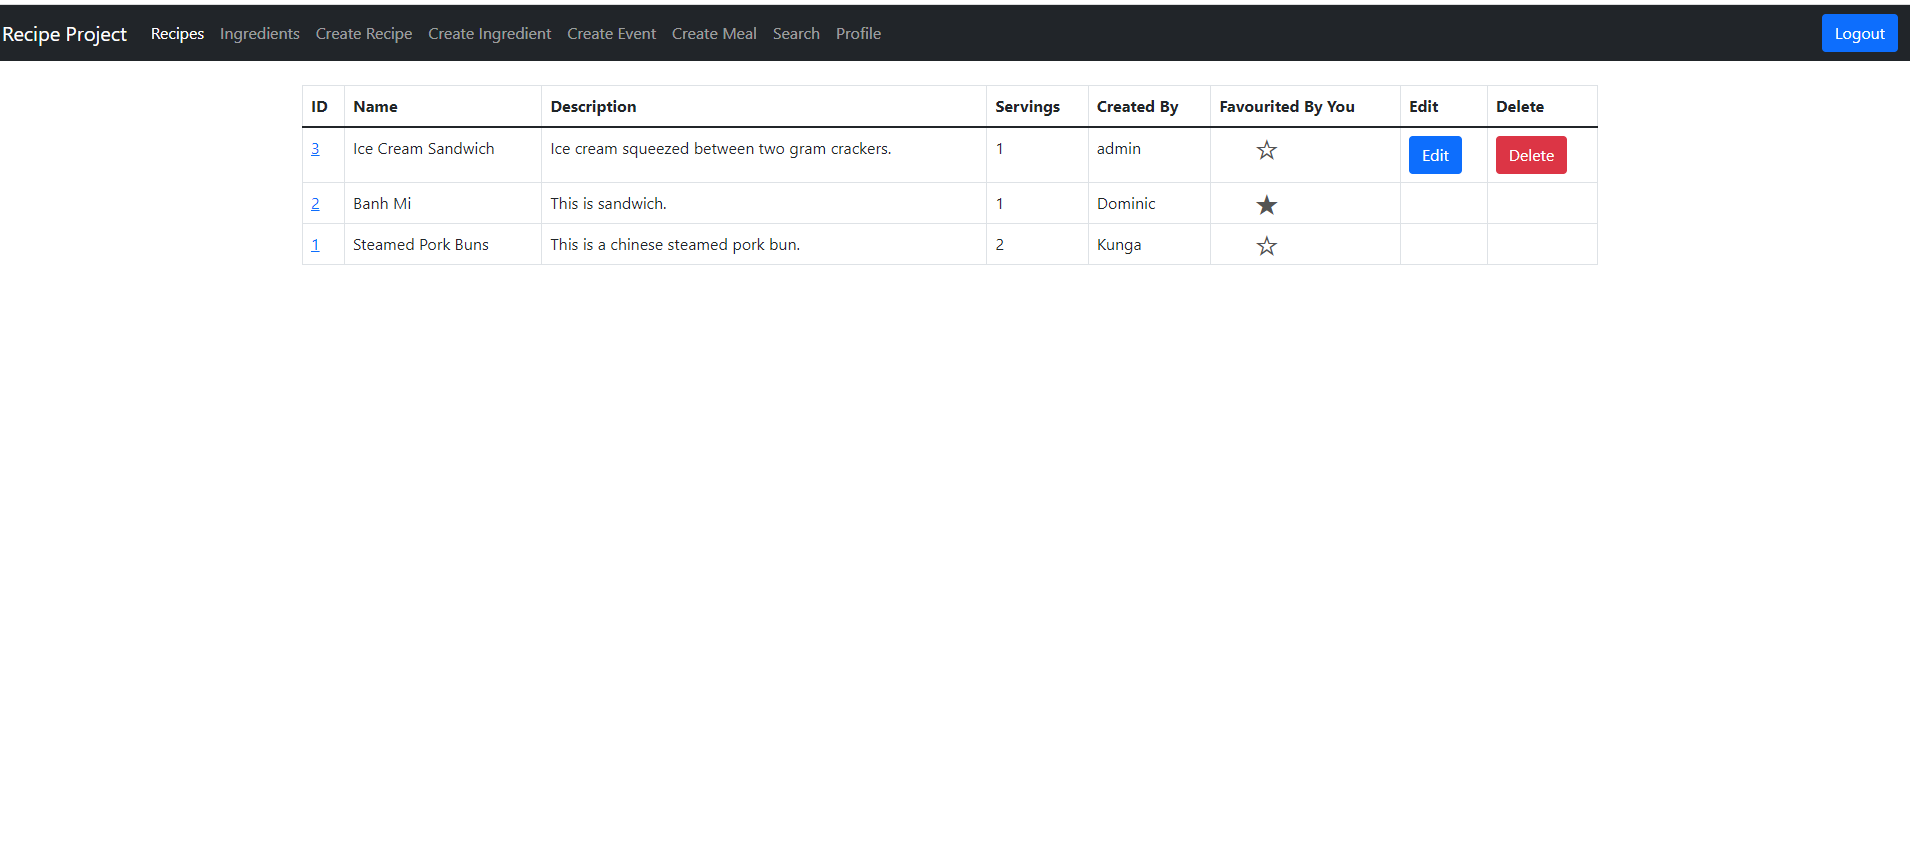 Recipe Project Recipes Ingredients Create Recipe Create Ingredient Create Event Create Meal Search Profile Logout
ID Name Description Servings Created By Favourited By You Edit Delete
3 Ice Cream Sandwich Ice cream squeezed between two gram crackers. 1 admin ☆ Edit Delete
2 Banh Mi This is sandwich. 1 Dominic ★
1 Steamed Pork Buns This is a chinese steamed pork bun. 2 Kunga ☆